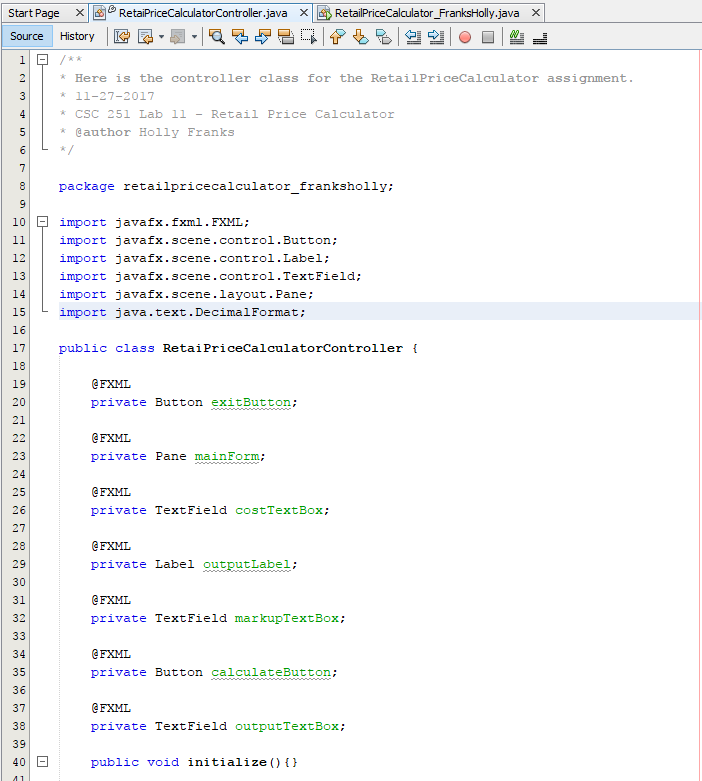 Start Page RetaiPriceCalculatorController.java RetailPriceCalculator_FranksHolly.java
Source History
1 /**
2 * Here is the controller class for the RetailPriceCalculator assignment.
3 * 11-27-2017
4 * CSC 251 Lab 11 - Retail Price Calculator
5 * @author Holly Franks
6 */
7
8 package retailpricecalculator_franksholly;
9
10 import javafx.fxml.FXML;
11 import javafx.scene.control.Button;
12 import javafx.scene.control.Label;
13 import javafx.scene.control.TextField;
14 import javafx.scene.layout.Pane;
15 import java.text.DecimalFormat;
16
17 public class RetaiPriceCalculatorController {
18
19 @FXML
20 private Button exitButton;
21
22 @FXML
23 private Pane mainForm;
24
25 @FXML
26 private TextField costTextBox;
27
28 @FXML
29 private Label outputLabel;
30
31 @FXML
32 private TextField markupTextBox;
33
34 @FXML
35 private Button calculateButton;
36
37 @FXML
38 private TextField outputTextBox;
39
40 public void initialize(){}
41